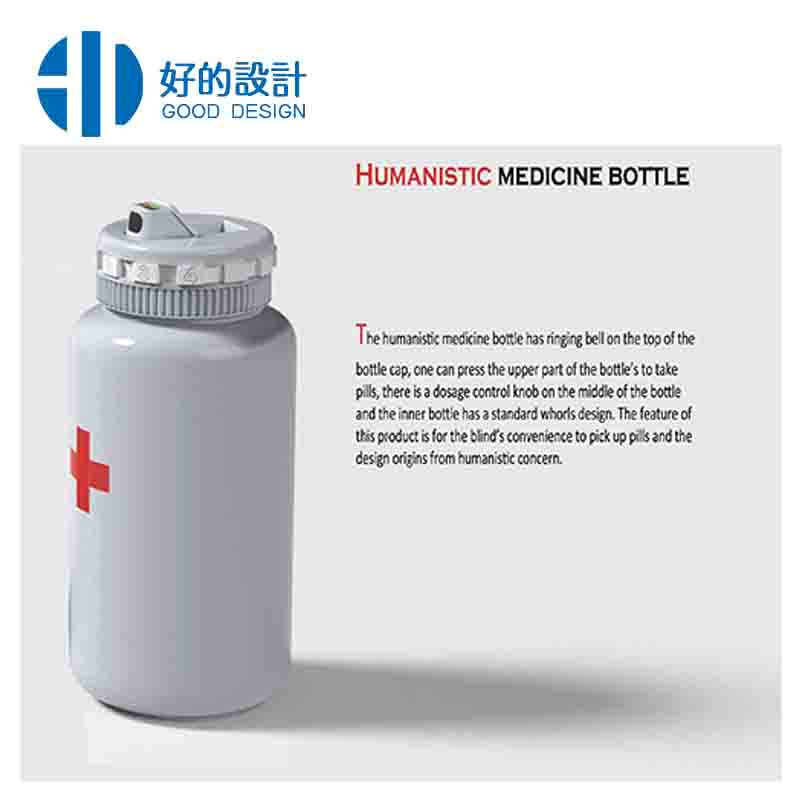 好的設計
GOOD DESIGN
HUMANISTIC MEDICINE BOTTLE
The humanistic medicine bottle has ringing bell on the top of the
bottle cap, one can press the upper part of the bottle's to take
pills, there is a dosage control knob on the middle of the bottle
and the inner bottle has a standard whorls design. The feature of
this product is for the blind's convenience to pick up pills and the
design origins from humanistic concern.